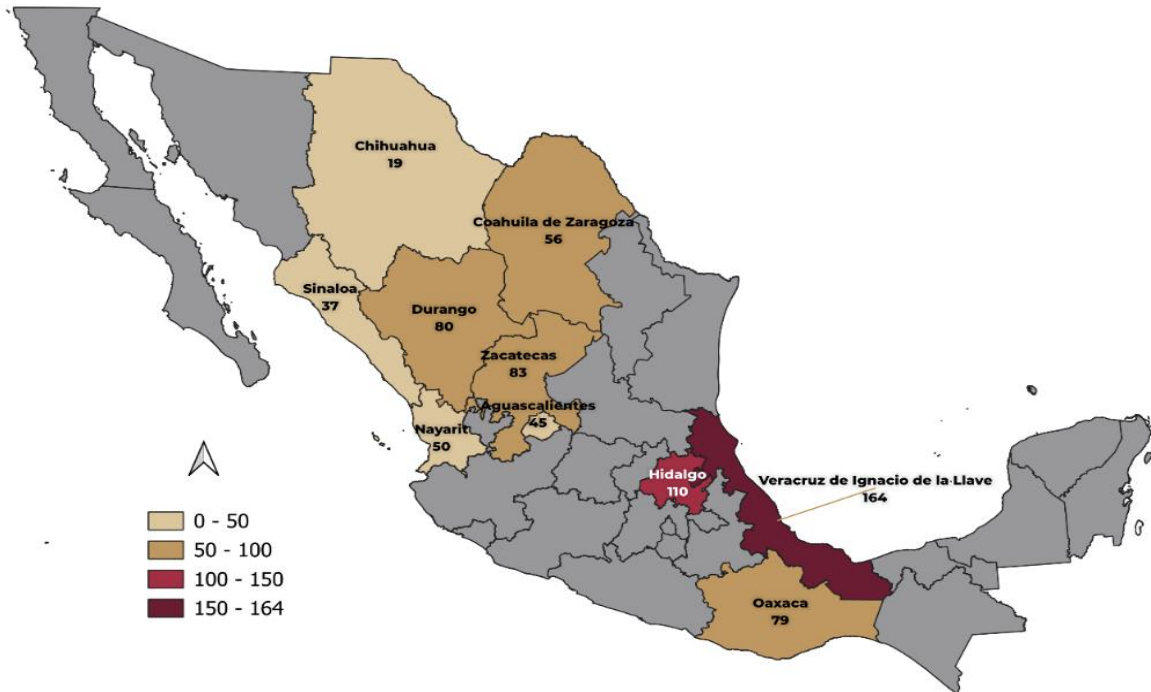 Chihuahua
19
Coahuila de Zaragoza
56
Sinaloa
37
Durango
80
Zacatecas
83
Aguascalientes
45
Nayarit
50
Hidalgo
110
Veracruz de Ignacio de la Llave
164
Oaxaca
79
0 - 50
50 - 100
100 - 150
150 - 164